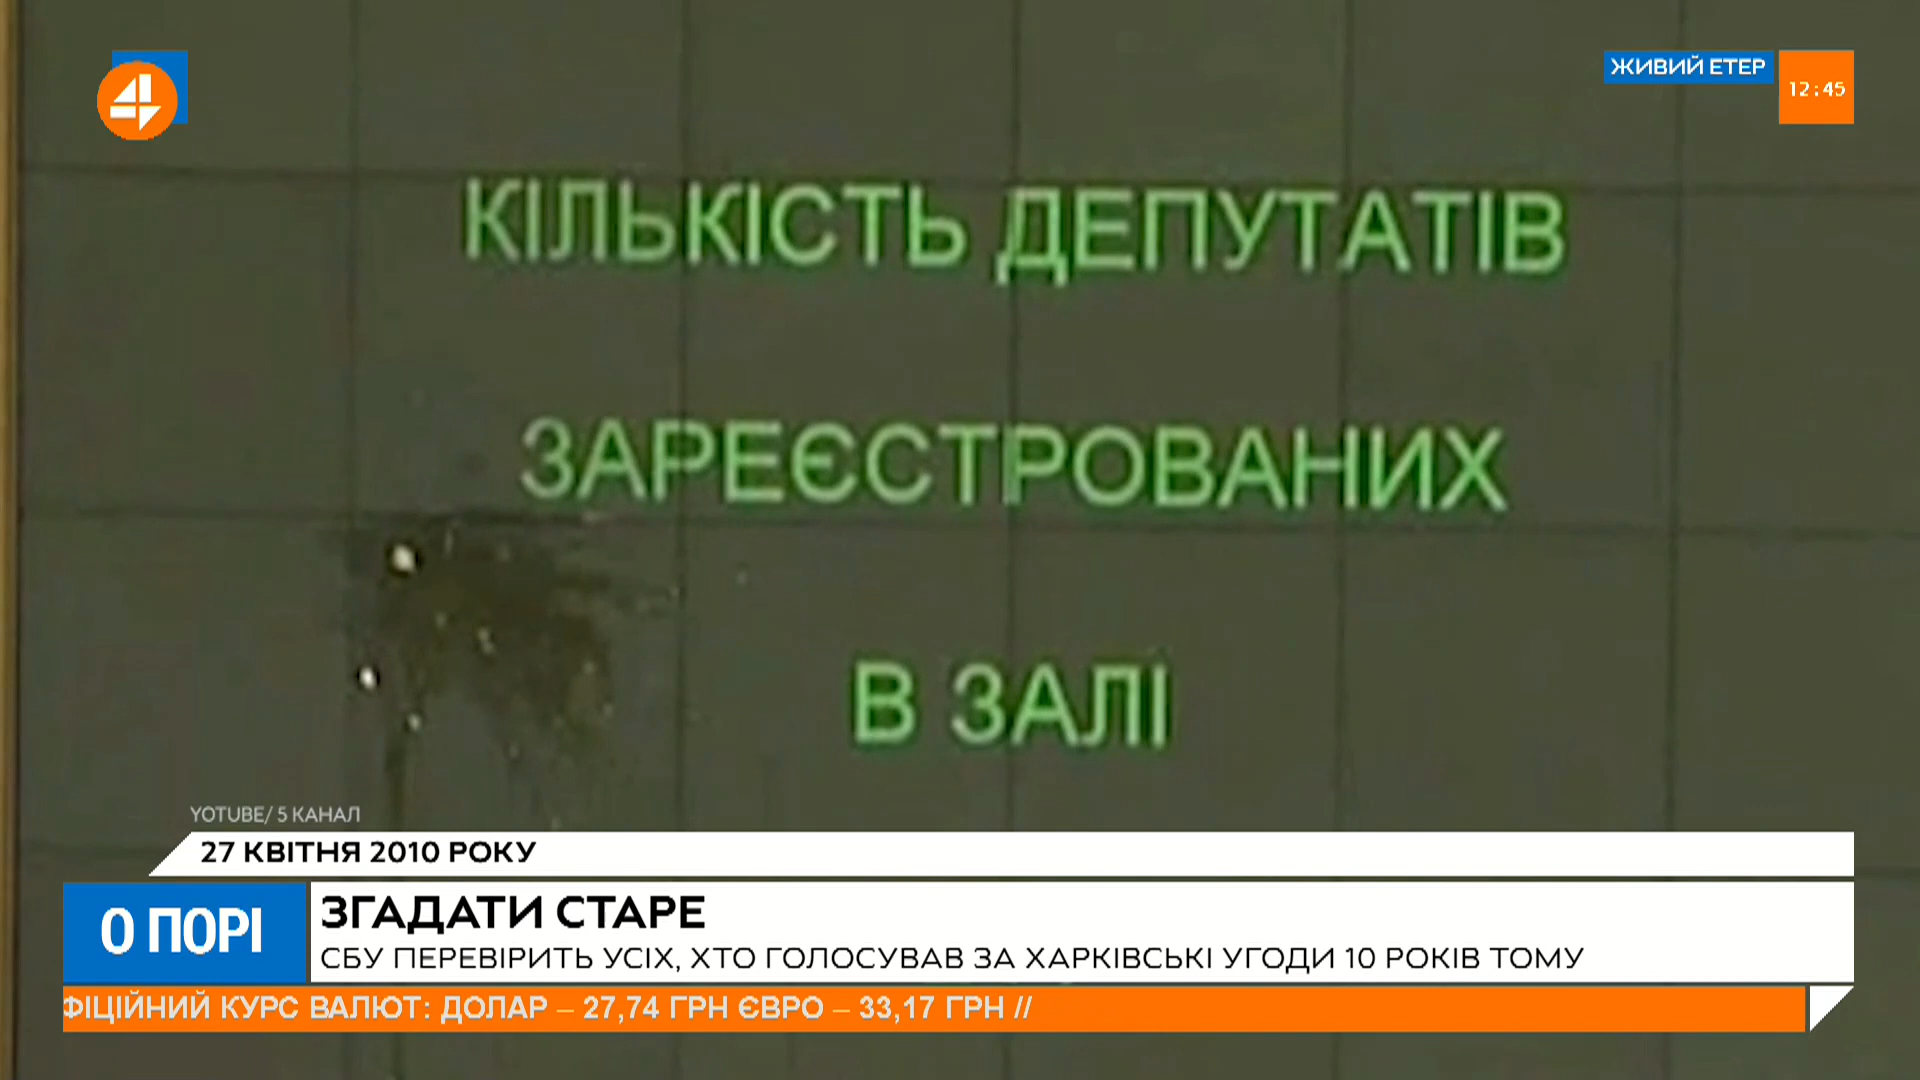 ЖИВИЙ ЕТЕР
12:45
КІЛЬКІСТЬ ДЕПУТАТІВ
ЗАРЕЄСТРОВАНИХ
В ЗАЛІ
YOTUBE/ 5 КАНАЛ
27 КВІТНЯ 2010 РОКУ
О ПОРІ
ЗГАДАТИ СТАРЕ
СБУ ПЕРЕВІРИТЬ УСІХ, ХТО ГОЛОСУВАВ ЗА ХАРКІВСЬКІ УГОДИ 10 РОКІВ ТОМУ
ФІЦІЙНИЙ КУРС ВАЛЮТ: ДОЛАР – 27,74 ГРН ЄВРО – 33,17 ГРН //